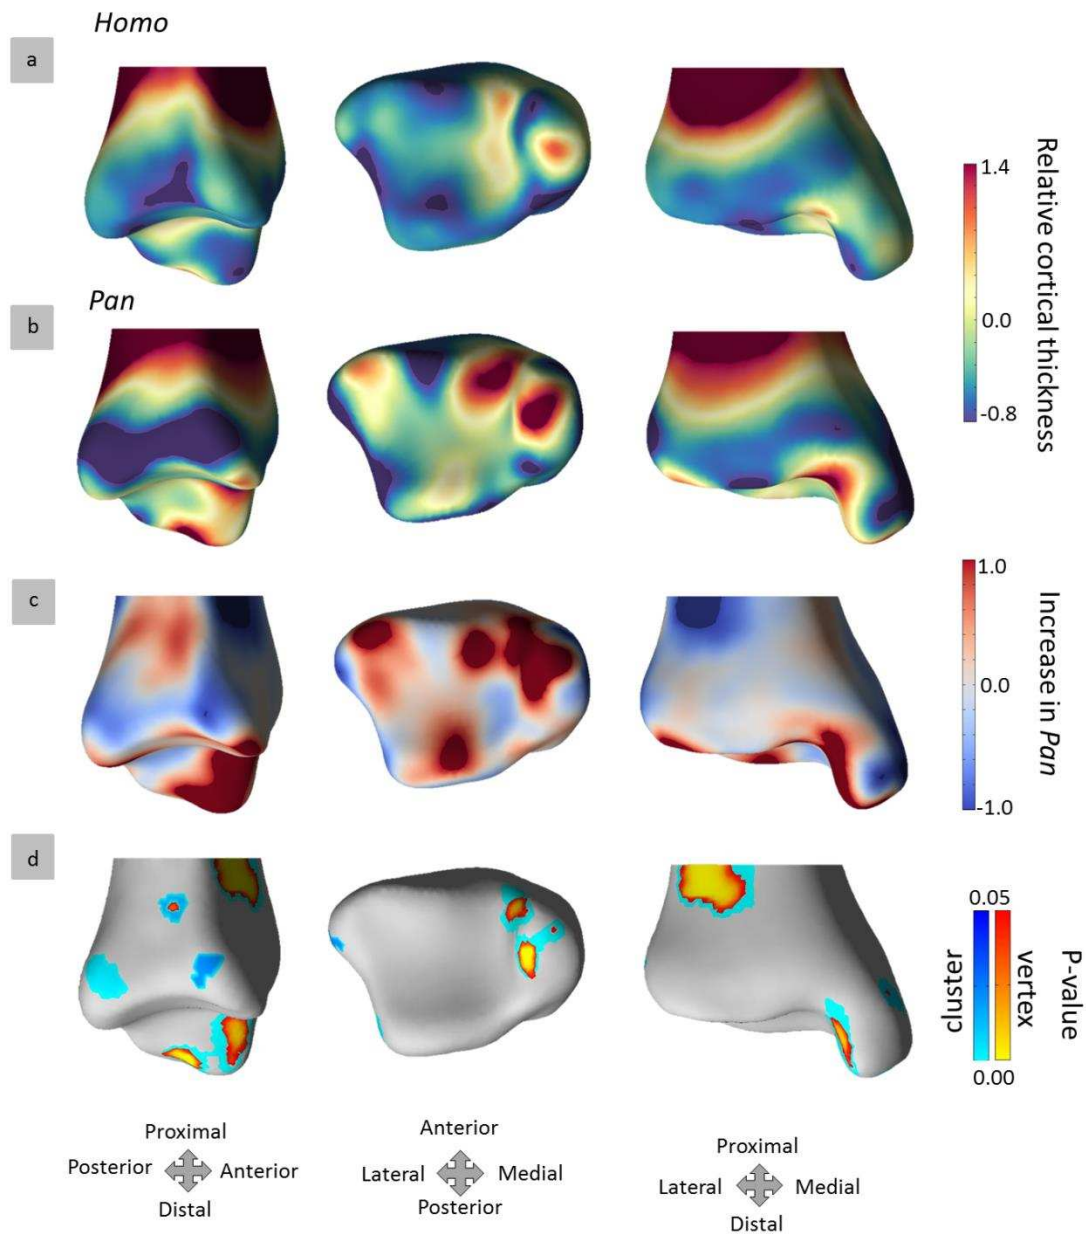 Homo
a
1.4
0.0
-0.8
Relative cortical thickness
Pan
b
c
1.0
0.0
-1.0
Increase in Pan
d
0.05
0.00
cluster
vertex
P-value
Proximal
Posterior
Anterior
Distal
Anterior
Lateral
Medial
Posterior
Proximal
Lateral
Medial
Distal